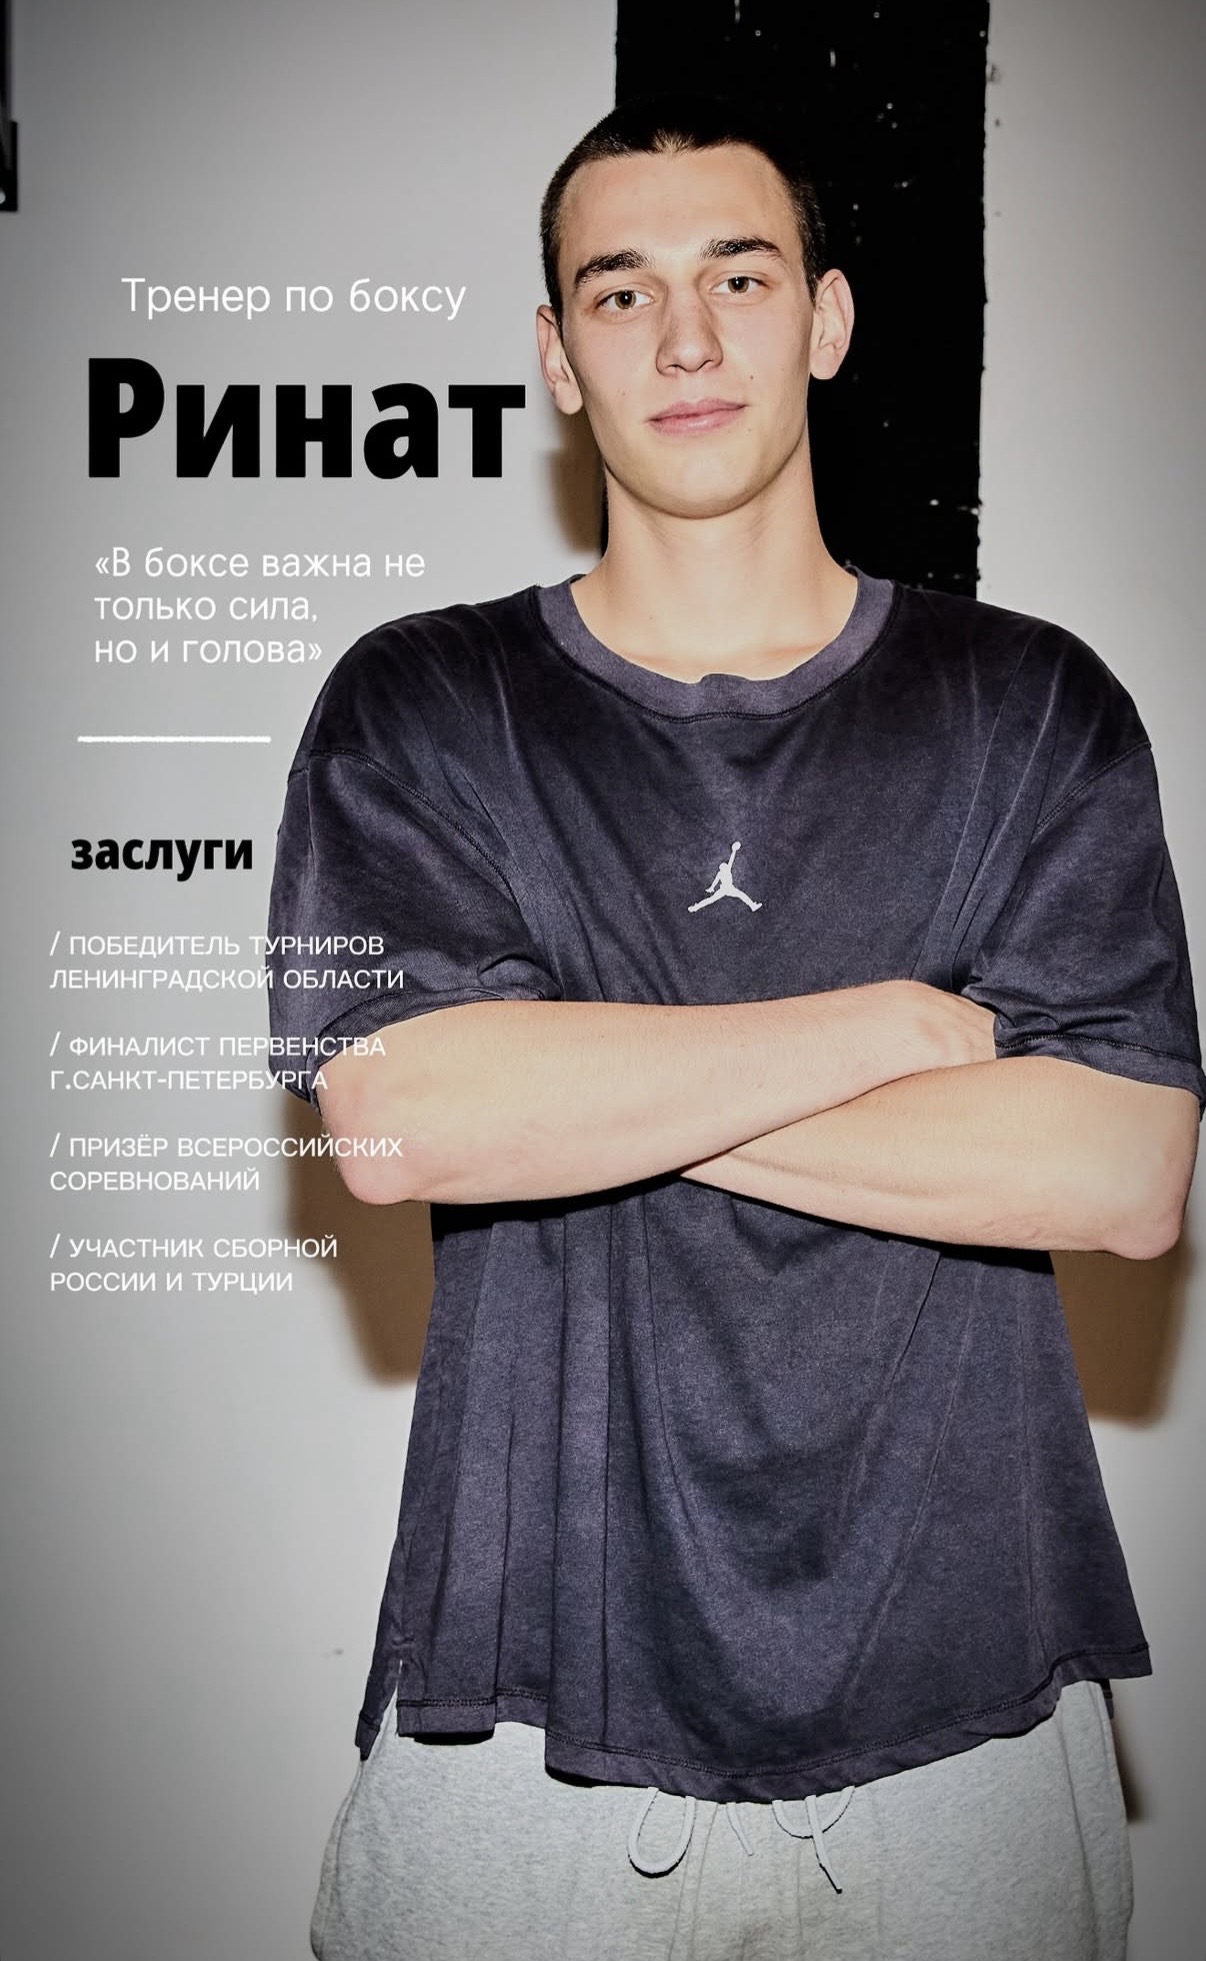 Тренер по боксу
Ринат
«В боксе важна не
только сила,
но и голова»
заслуги
/ ПОБЕДИТЕЛЬ ТУРНИРОВ
ЛЕНИНГРАДСКОЙ ОБЛАСТИ
/ ФИНАЛИСТ ПЕРВЕНСТВА
Г.САНКТ-ПЕТЕРБУРГА
/ ПРИЗЁР ВСЕРОССИЙСКИХ
СОРЕВНОВАНИЙ
/ УЧАСТНИК СБОРНОЙ
РОССИИ И ТУРЦИИ